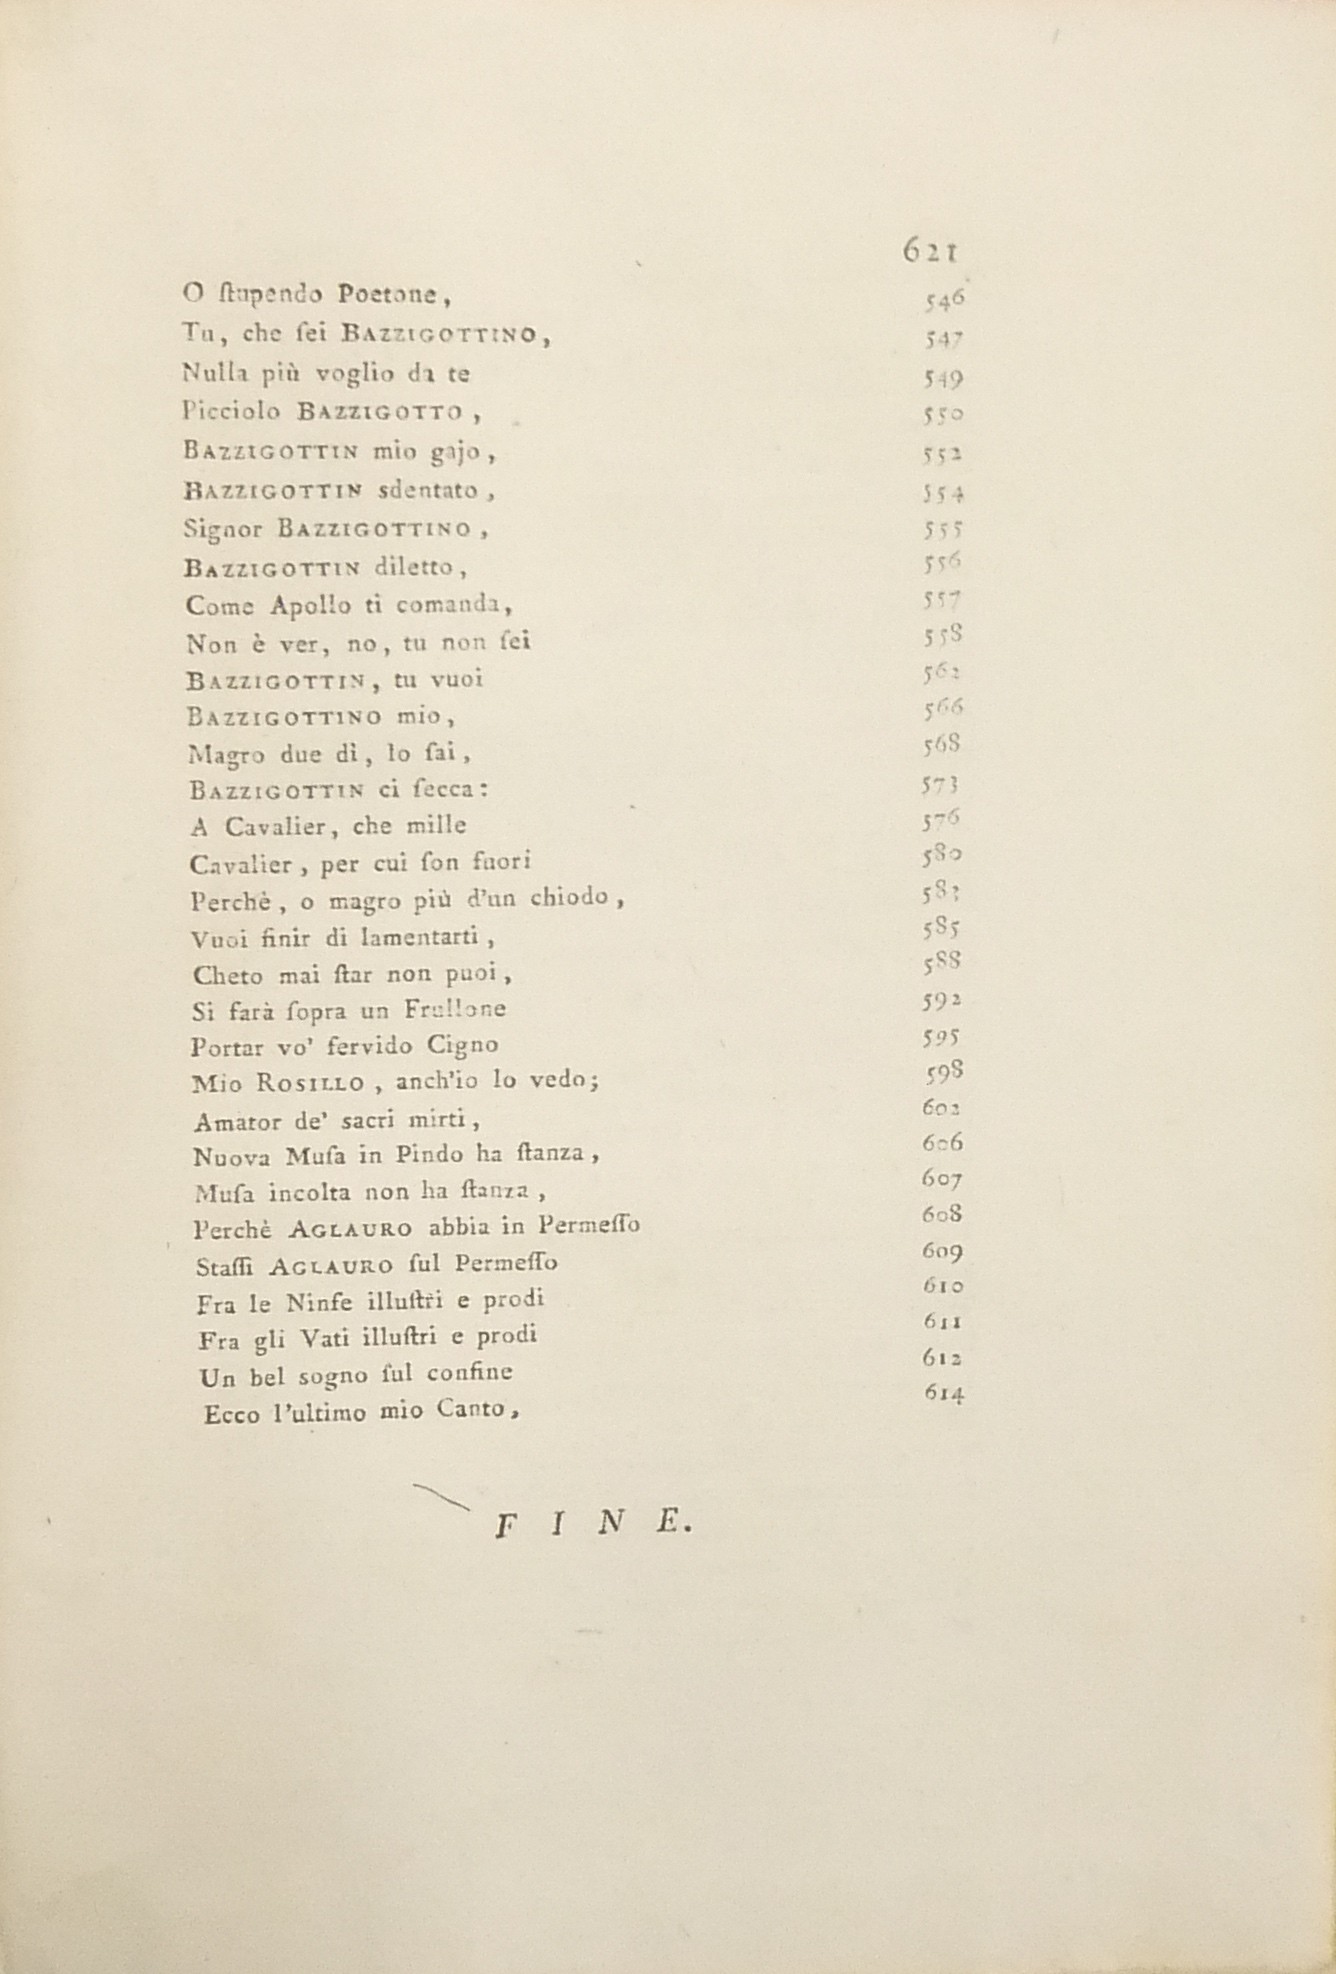 621
O ſtupendo Poetone, 546
Tu, che ſei BAZZIGOTTINO, 547
Nulla più voglio da te 549
Picciolo BAZZIGOTTO, 550
BAZZIGOTTIN mio gajo, 552
BAZZIGOTTIN sdentato, 554
Signor BAZZIGOTTINO, 555
BAZZIGOTTIN diletto, 556
Come Apollo ti comanda, 557
Non è ver, no, tu non ſei 558
BAZZIGOTTIN, tu vuoi 562
BAZZIGOTTINO mio, 566
Magro due dì, lo ſai, 568
BAZZIGOTTIN ci ſecca: 573
A Cavalier, che mille 576
Cavalier, per cui ſon fuori 580
Perchè, o magro più d'un chiodo, 583
Vuoi finir di lamentarti, 585
Cheto mai ſtar non puoi, 588
Si farà ſopra un Frullone 592
Portar vo' fervido Cigno 595
Mio ROSILLO, anch'io lo vedo; 598
Amator de' sacri mirti, 602
Nuova Muſa in Pindo ha ſtanza, 606
Muſa incolta non ha ſtanza, 607
Perchè AGLAURO abbia in Permeſſo 608
Staſſi AGLAURO ſul Permeſſo 609
Fra le Ninfe illuſtri e prodi 610
Fra gli Vati illuſtri e prodi 611
Un bel sogno ſul confine 612
Ecco l'ultimo mio Canto, 614
FINE.